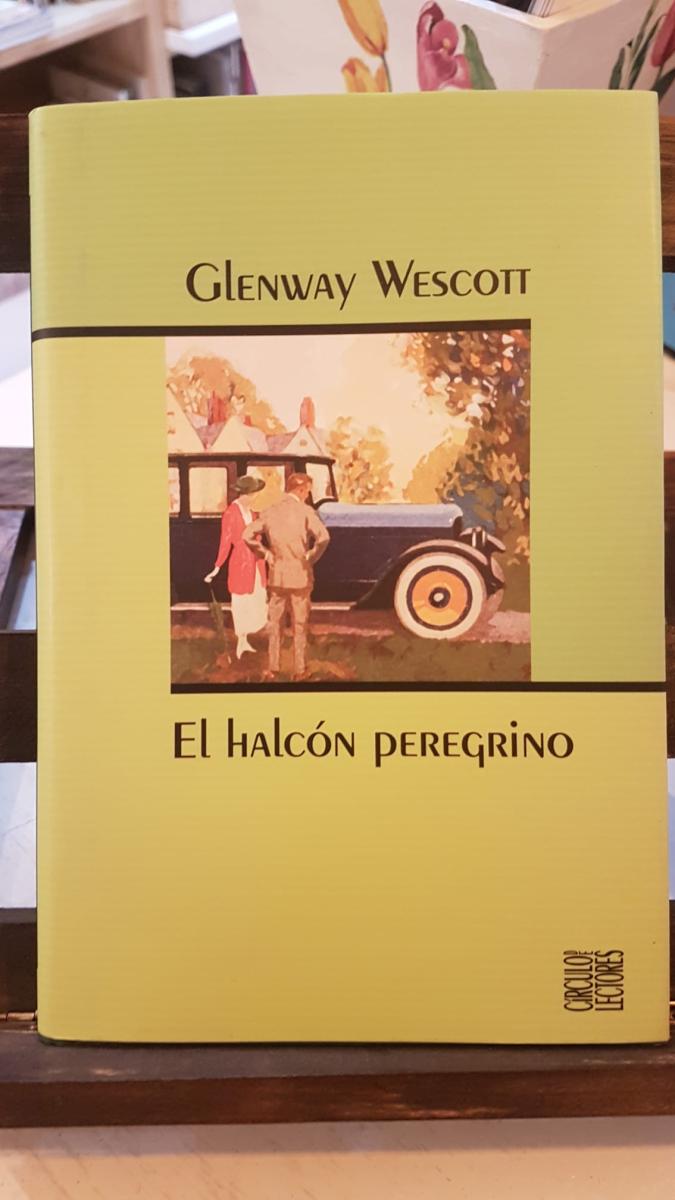 Glenway Wescott
El halcón peregrino
CÍRCULO DE
LECTORES